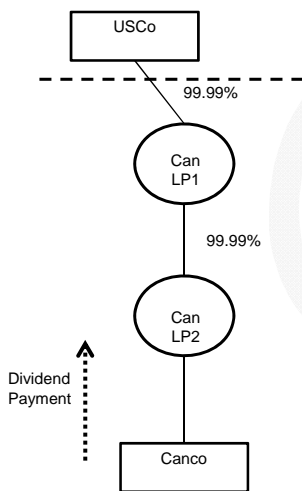 USCo
99.99%
Can
LP1
99.99%
Can
LP2
Dividend
Payment
Canco